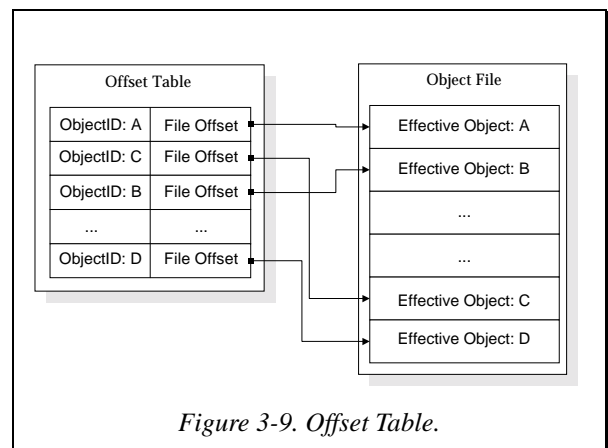 Offset Table
ObjectID: A File Offset
ObjectID: C File Offset
ObjectID: B File Offset
... ...
ObjectID: D File Offset
Object File
Effective Object: A
Effective Object: B
...
...
Effective Object: C
Effective Object: D
Figure 3-9. Offset Table.